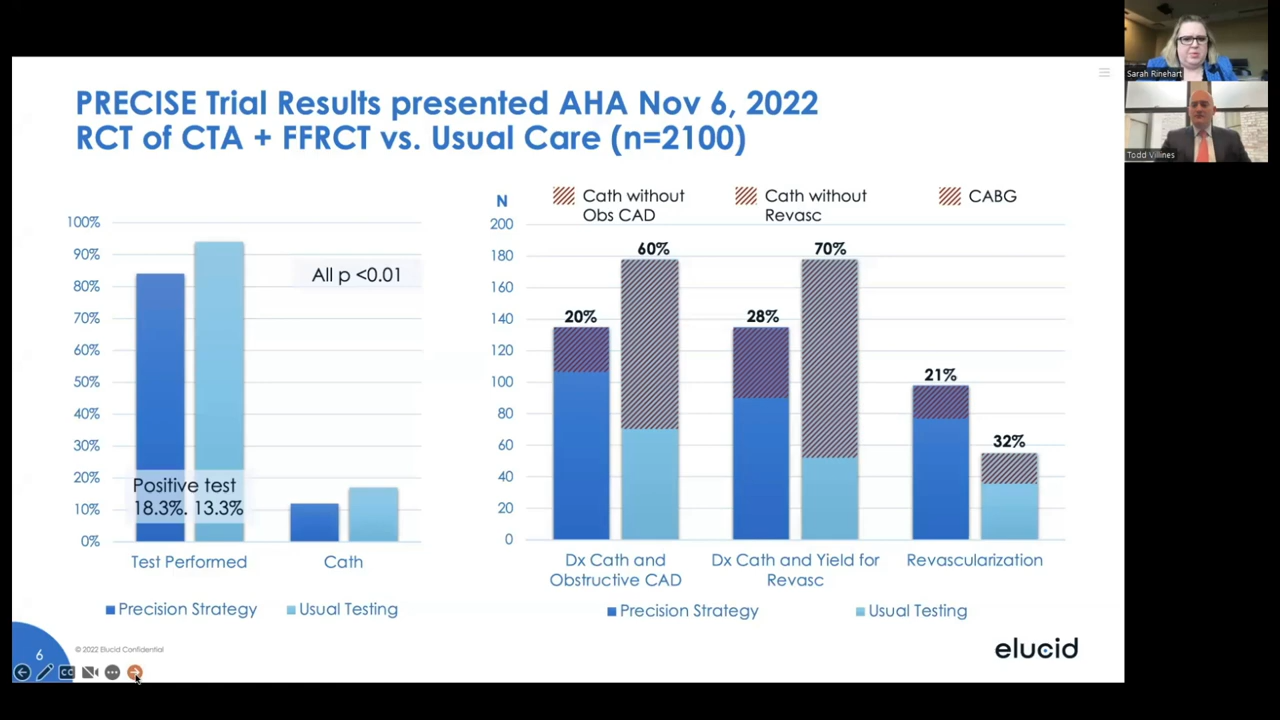 PRECISE Trial Results presented AHA Nov 6, 2022
RCT of CTA + FFRCT vs. Usual Care (n=2100)
Sarah Rinehart
Todd Villines
100%
90%
80%
70%
60%
50%
40%
30%
20%
10%
0%
All p <0.01
Positive test
18.3%. 13.3%
Test Performed
Cath
Precision Strategy
Usual Testing
N
Cath without
Obs CAD
Cath without
Revasc
CABG
200
180
160
140
120
100
80
60
40
20
0
20%
60%
28%
70%
21%
32%
Dx Cath and
Obstructive CAD
Dx Cath and Yield for
Revasc
Revascularization
Precision Strategy
Usual Testing
6
© 2022 Elucid Confidential
CC
elucid